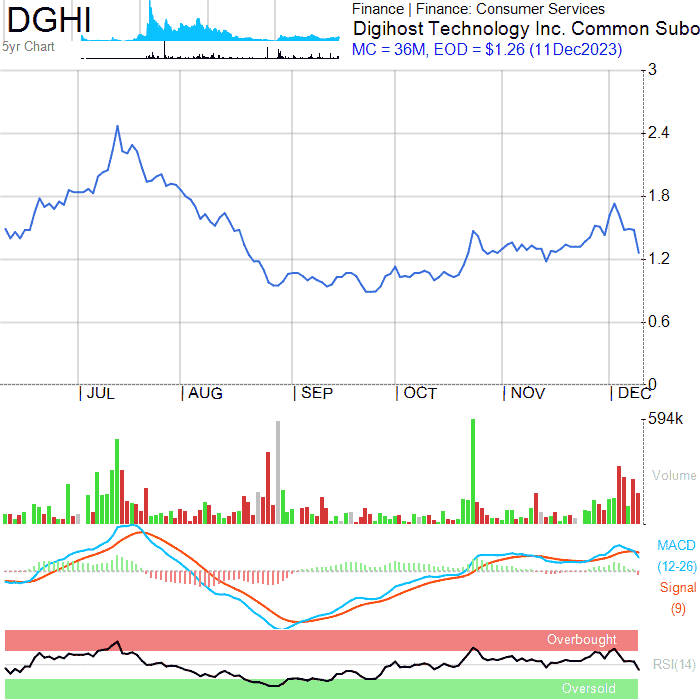 DGHI
5yr Chart
Finance | Finance: Consumer Services
Digihost Technology Inc. Common Subo
MC = 36M, EOD = $1.26 (11Dec2023)
3
2.4
1.8
1.2
0.6
0
| JUL | AUG | SEP | OCT | NOV | DEC
594k
Volume
MACD
(12-26)
Signal
(9)
Overbought
RSI(14)
Oversold